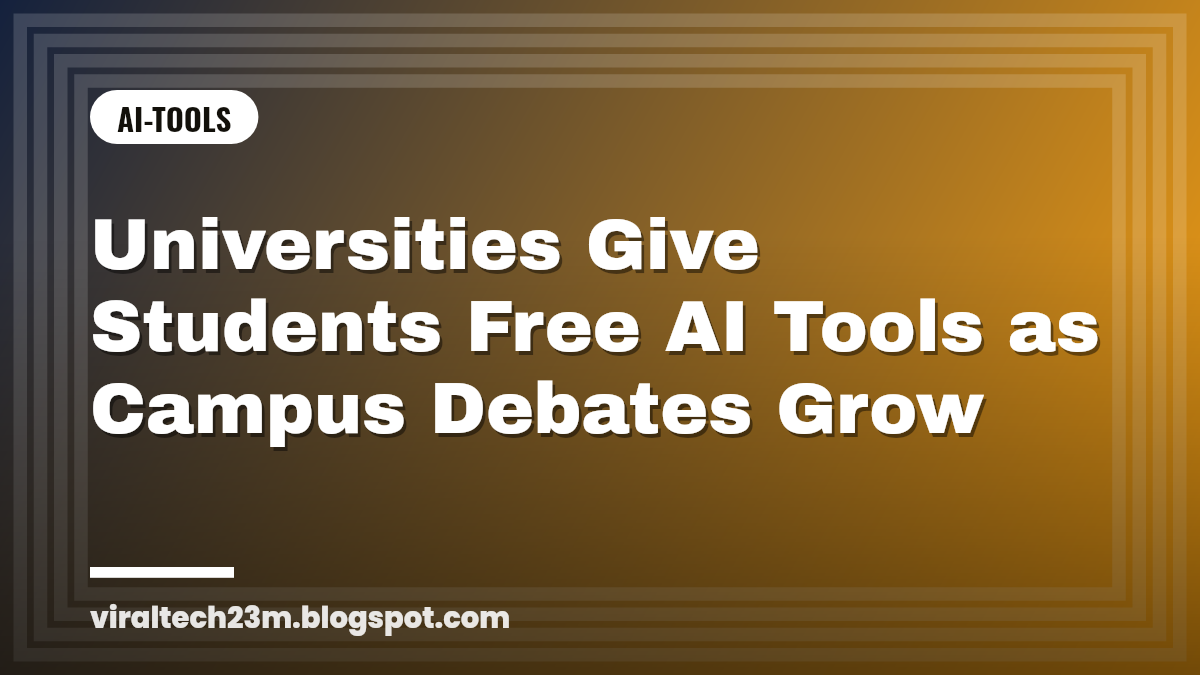 AI-TOOLS
Universities Give
Students Free AI Tools as
Campus Debates Grow
viraltech23m.blogspot.com